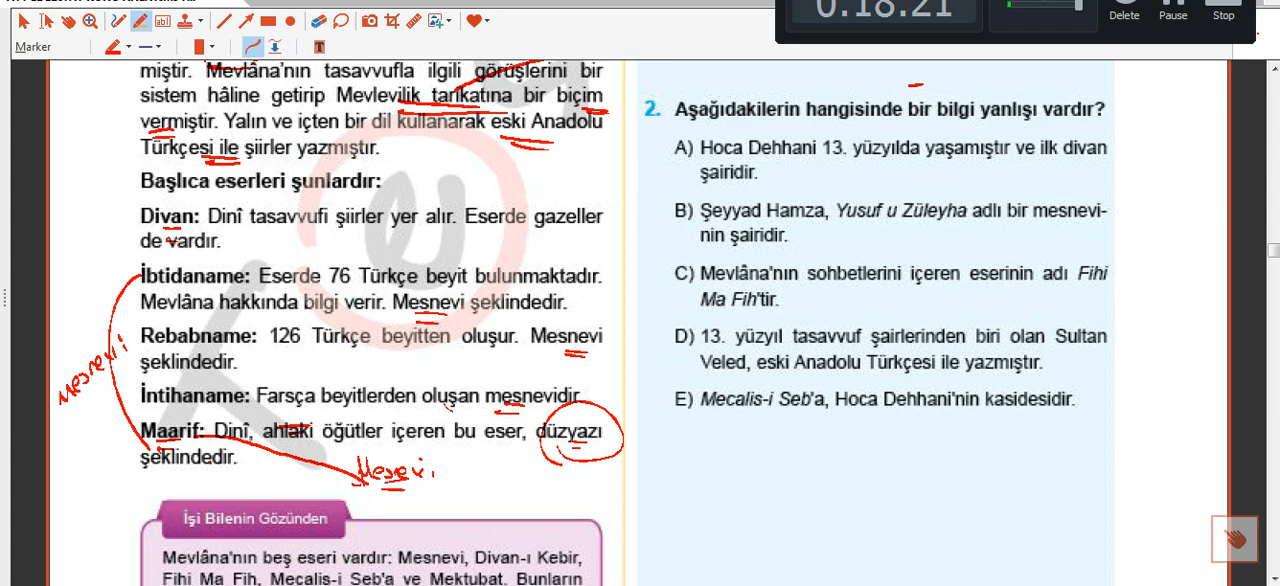 0:18:21
Delete Pause Stop
Marker
miştir. Mevlâna'nın tasavvufla ilgili görüşlerini bir
sistem hâline getirip Mevlevilik tarikatına bir biçim
vermiştir. Yalın ve içten bir dil kullanarak eski Anadolu
Türkçesi ile şiirler yazmıştır.
Başlıca eserleri şunlardır:
Divan: Dinî tasavvufi şiirler yer alır. Eserde gazeller
de vardır.
İbtidaname: Eserde 76 Türkçe beyit bulunmaktadır.
Mevlâna hakkında bilgi verir. Mesnevi şeklindedir.
Rebabname: 126 Türkçe beyitten oluşur. Mesnevi
şeklindedir.
İntihaname: Farsça beyitlerden oluşan mesnevidir.
Maarif: Dinî, ahlaki öğütler içeren bu eser, düzyazı
şeklindedir.
Mesnevi
İşi Bilenin Gözünden
Mevlâna'nın beş eseri vardır: Mesnevi, Divan-ı Kebir,
Fihi Ma Fih, Mecalis-i Seb'a ve Mektubat. Bunların
2. Aşağıdakilerin hangisinde bir bilgi yanlışı vardır?
A) Hoca Dehhani 13. yüzyılda yaşamıştır ve ilk divan
şairidir.
B) Şeyyad Hamza, Yusuf u Züleyha adlı bir mesnevi-
nin şairidir.
C) Mevlâna'nın sohbetlerini içeren eserinin adı Fihi
Ma Fih'tir.
D) 13. yüzyıl tasavvuf şairlerinden biri olan Sultan
Veled, eski Anadolu Türkçesi ile yazmıştır.
E) Mecalis-i Seb'a, Hoca Dehhani'nin kasidesidir.